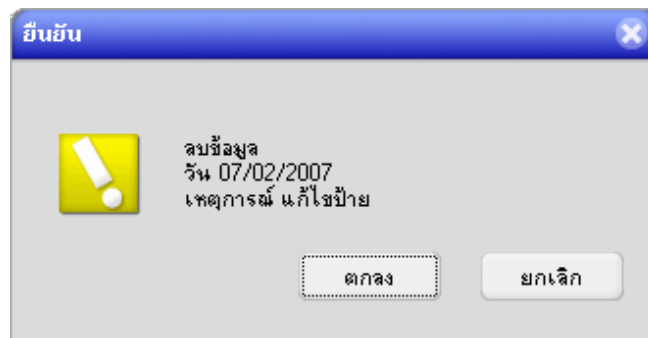 ยืนยัน
ลบข้อมูล
วัน 07/02/2007
เหตุการณ์ แก้ไขป้าย
ตกลง
ยกเลิก